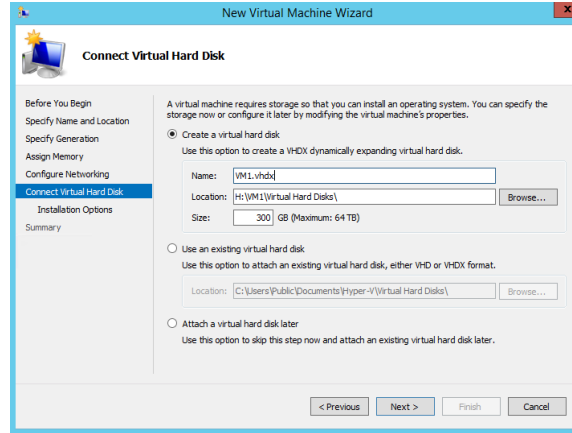 New Virtual Machine Wizard
X
Connect Virtual Hard Disk
Before You Begin
Specify Name and Location
Specify Generation
Assign Memory
Configure Networking
Connect Virtual Hard Disk
Installation Options
Summary
A virtual machine requires storage so that you can install an operating system. You can specify the
storage now or configure it later by modifying the virtual machine's properties.
Create a virtual hard disk
Use this option to create a VHDX dynamically expanding virtual hard disk.
Name: VM1.vhdx
Location: H:\VM1\Virtual Hard Disks\ Browse...
Size: 300 GB (Maximum: 64 TB)
Use an existing virtual hard disk
Use this option to attach an existing virtual hard disk, either VHD or VHDX format.
Location: C:\Users\Public\Documents\Hyper-V\Virtual Hard Disks\ Browse...
Attach a virtual hard disk later
Use this option to skip this step now and attach an existing virtual hard disk later.
< Previous Next > Finish Cancel